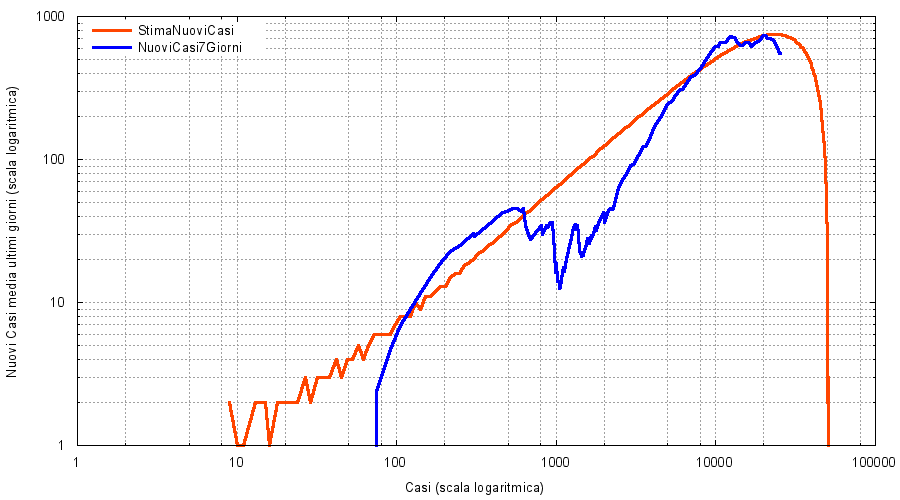 1000
100
10
1
StimaNuoviCasi
NuoviCasi7Giorni
Nuovi Casi media ultimi giorni (scala logaritmica)
1 10 100 1000 10000 100000
Casi (scala logaritmica)